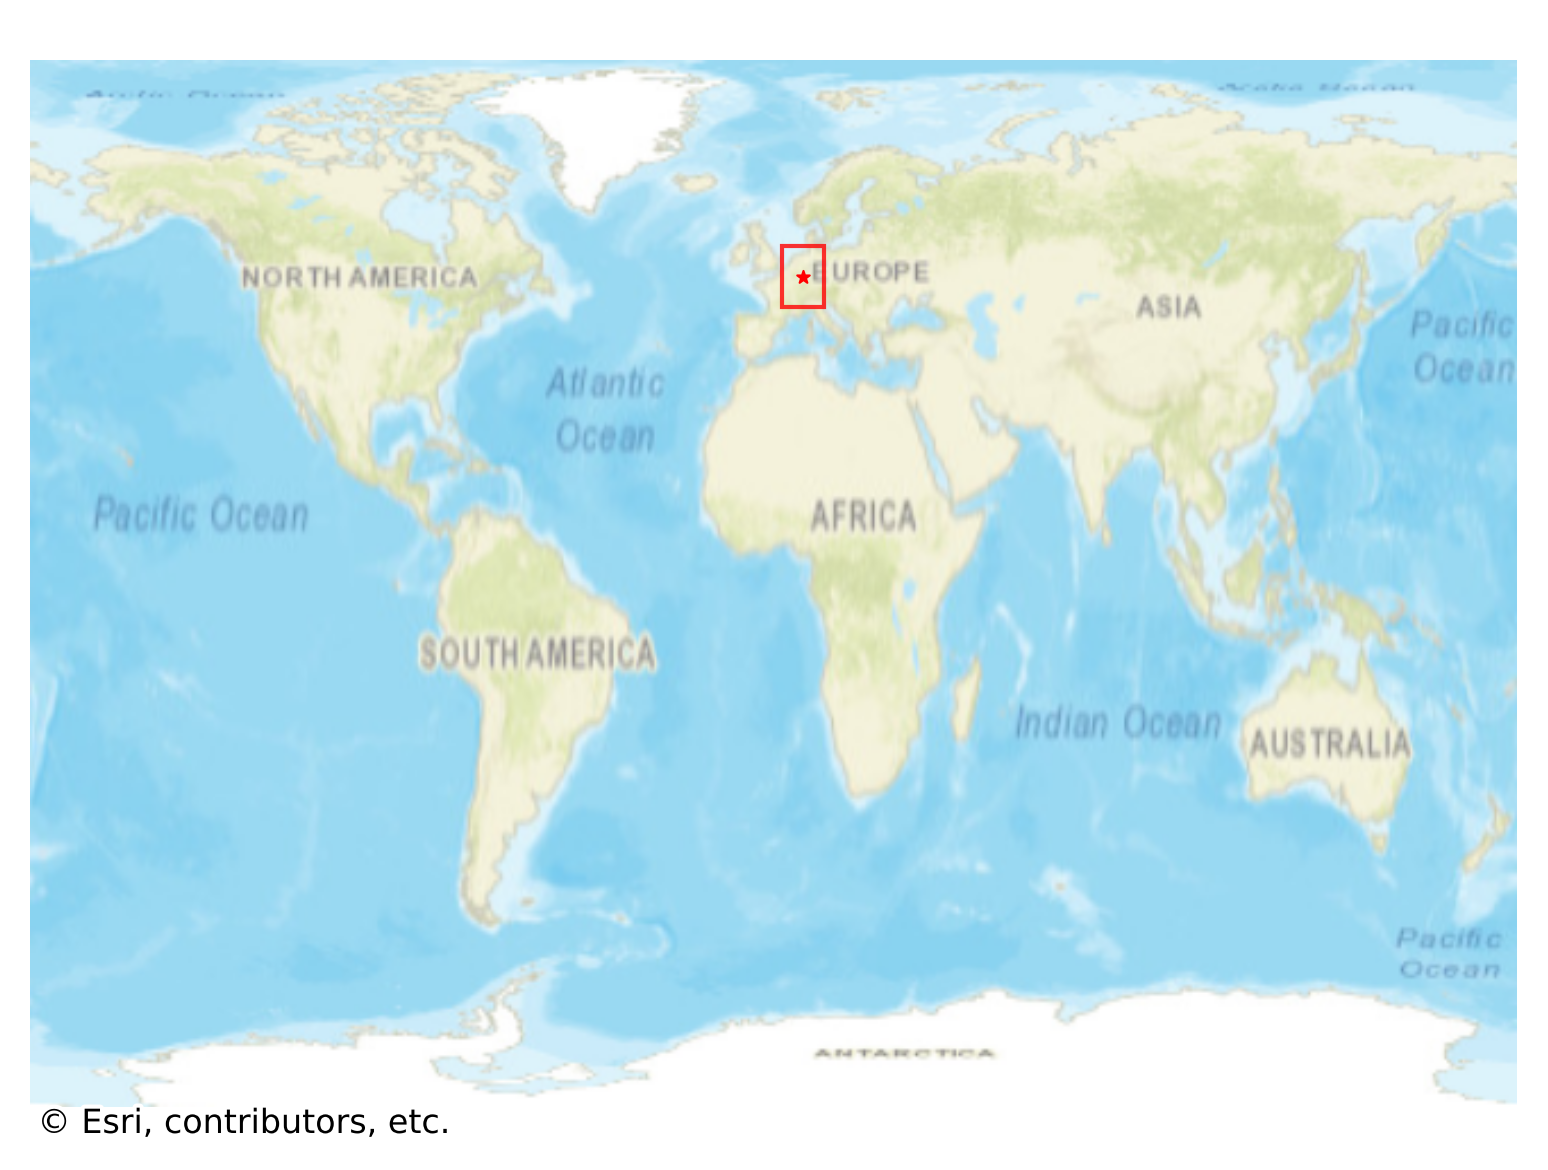 Arctic Ocean
Arctic Ocean
NORTH AMERICA
EUROPE
ASIA
Pacific
Ocean
Atlantic
Ocean
Pacific Ocean
AFRICA
SOUTH AMERICA
Indian Ocean
AUSTRALIA
Pacific
Ocean
ANTARCTICA
© Esri, contributors, etc.